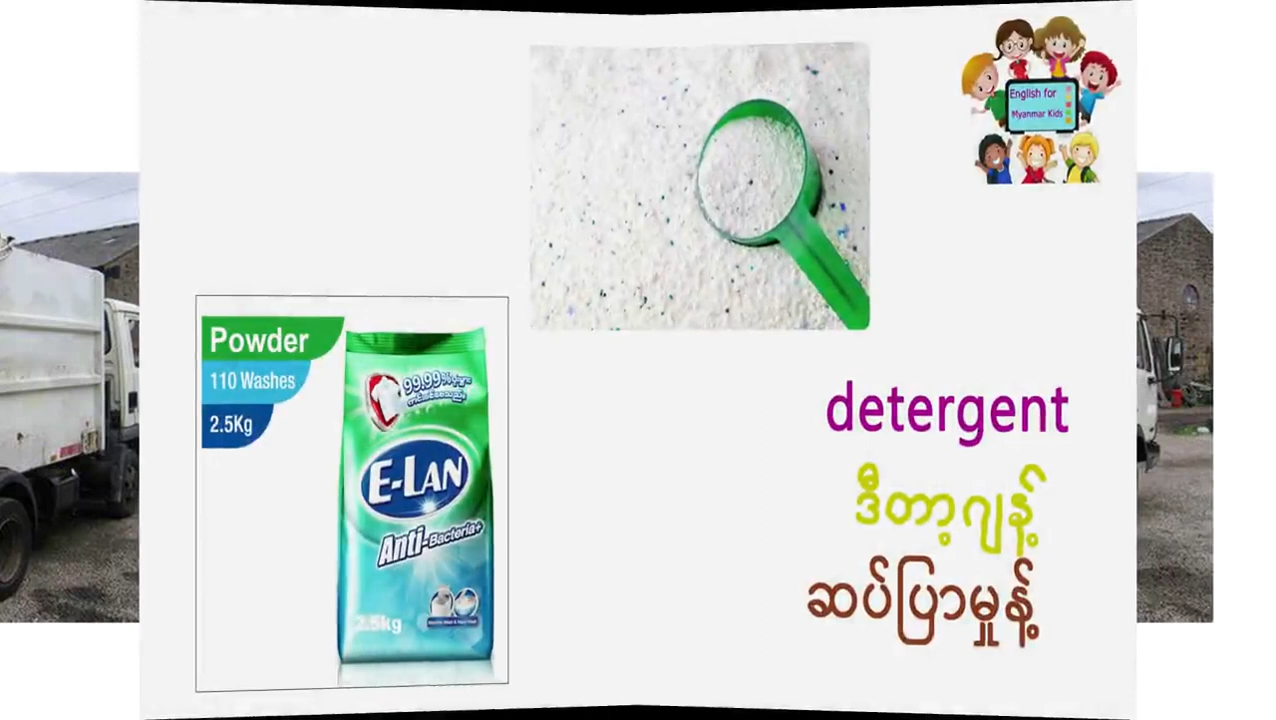 English for
Myanmar Kids
Powder
110 Washes
2.5Kg
99.99%
E-LAN
Anti-Bacteria+
2.5kg
detergent
ဒီတာ့ဂျန့်
ဆပ်ပြာမှုန့်